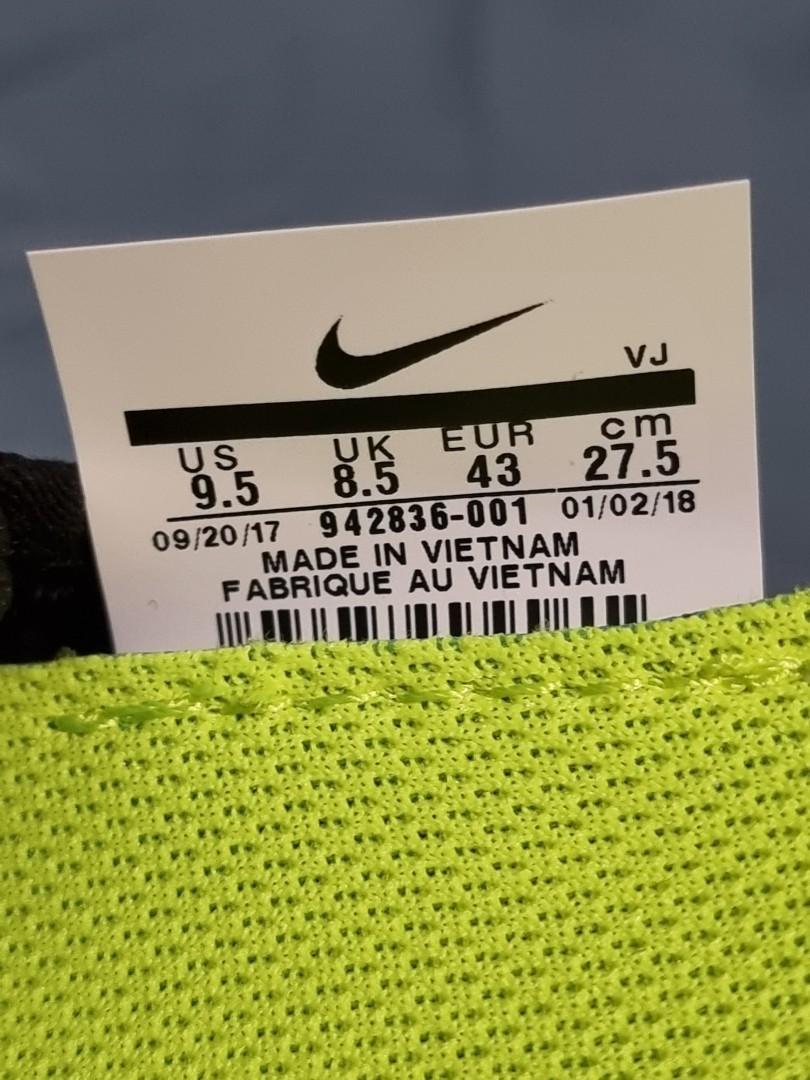 VJ
US UK EUR cm
9.5 8.5 43 27.5
09/20/17 942836-001 01/02/18
MADE IN VIETNAM
FABRIQUE AU VIETNAM